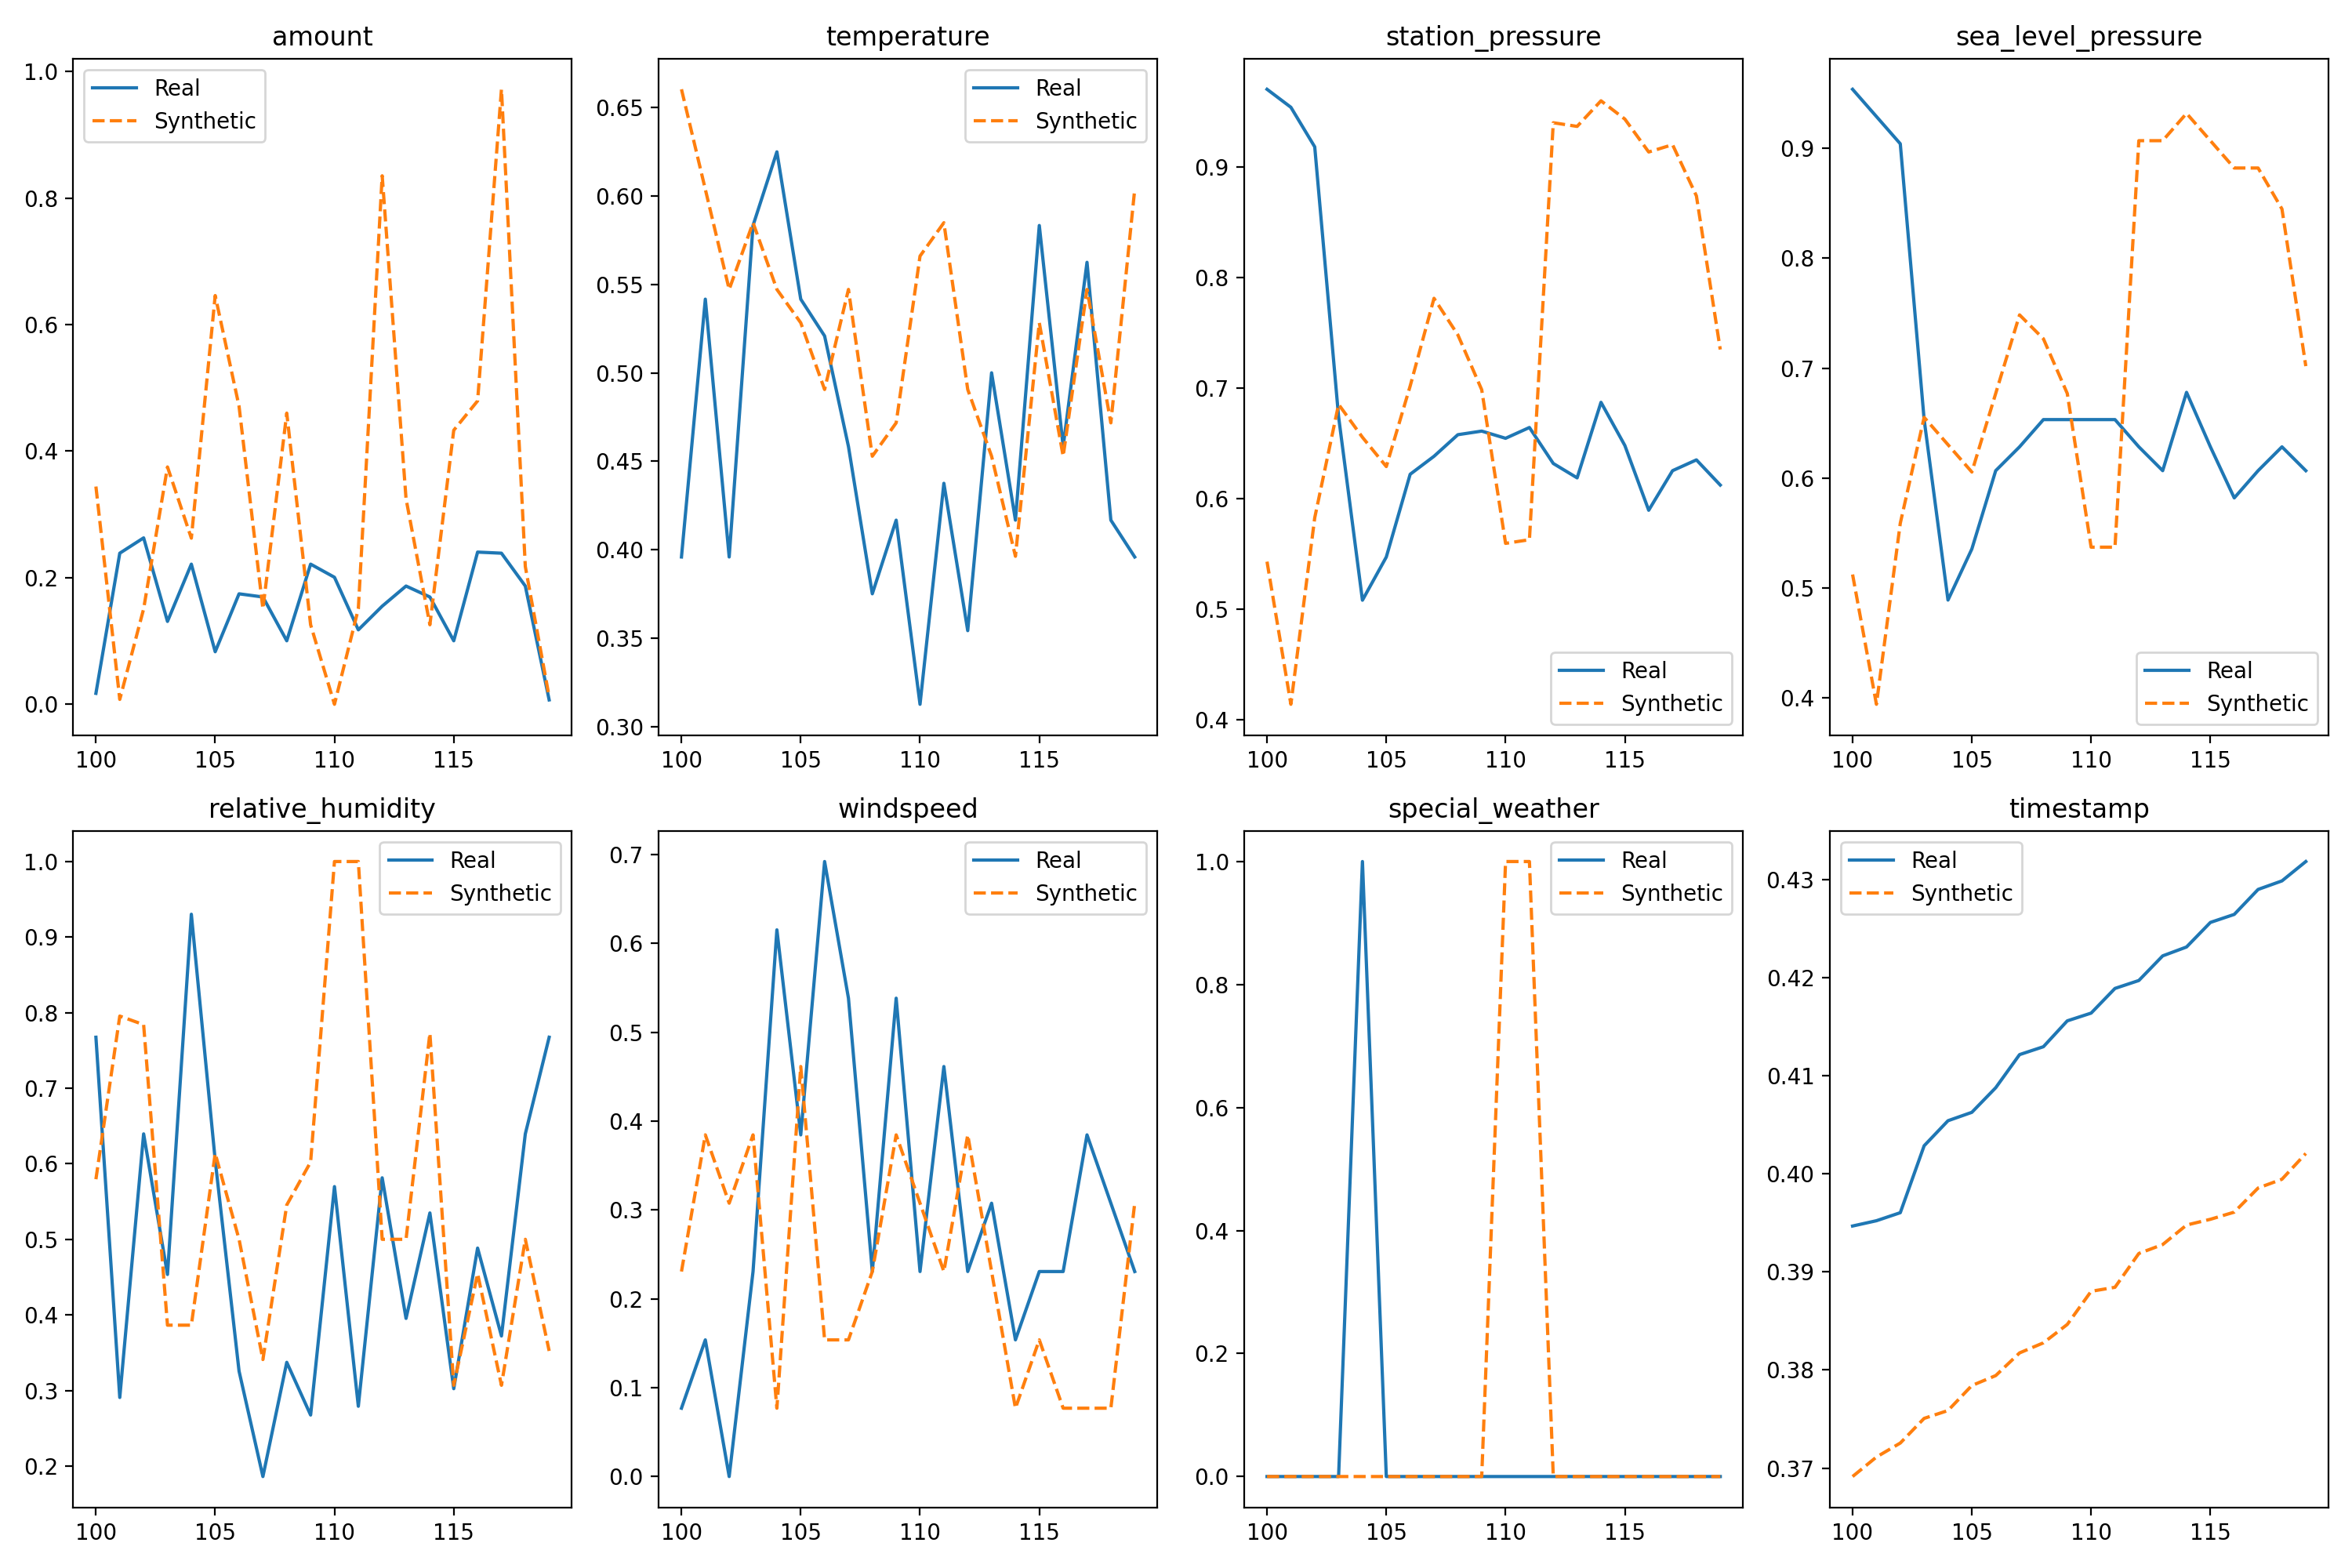 amount
1.0
0.8
0.6
0.4
0.2
0.0
100 105 110 115
Real
Synthetic
temperature
0.65
0.60
0.55
0.50
0.45
0.40
0.35
0.30
100 105 110 115
Real
Synthetic
station_pressure
0.9
0.8
0.7
0.6
0.5
0.4
100 105 110 115
Real
Synthetic
sea_level_pressure
0.9
0.8
0.7
0.6
0.5
0.4
100 105 110 115
Real
Synthetic
relative_humidity
1.0
0.9
0.8
0.7
0.6
0.5
0.4
0.3
0.2
100 105 110 115
Real
Synthetic
windspeed
0.7
0.6
0.5
0.4
0.3
0.2
0.1
0.0
100 105 110 115
Real
Synthetic
special_weather
1.0
0.8
0.6
0.4
0.2
0.0
100 105 110 115
Real
Synthetic
timestamp
0.43
0.42
0.41
0.40
0.39
0.38
0.37
100 105 110 115
Real
Synthetic